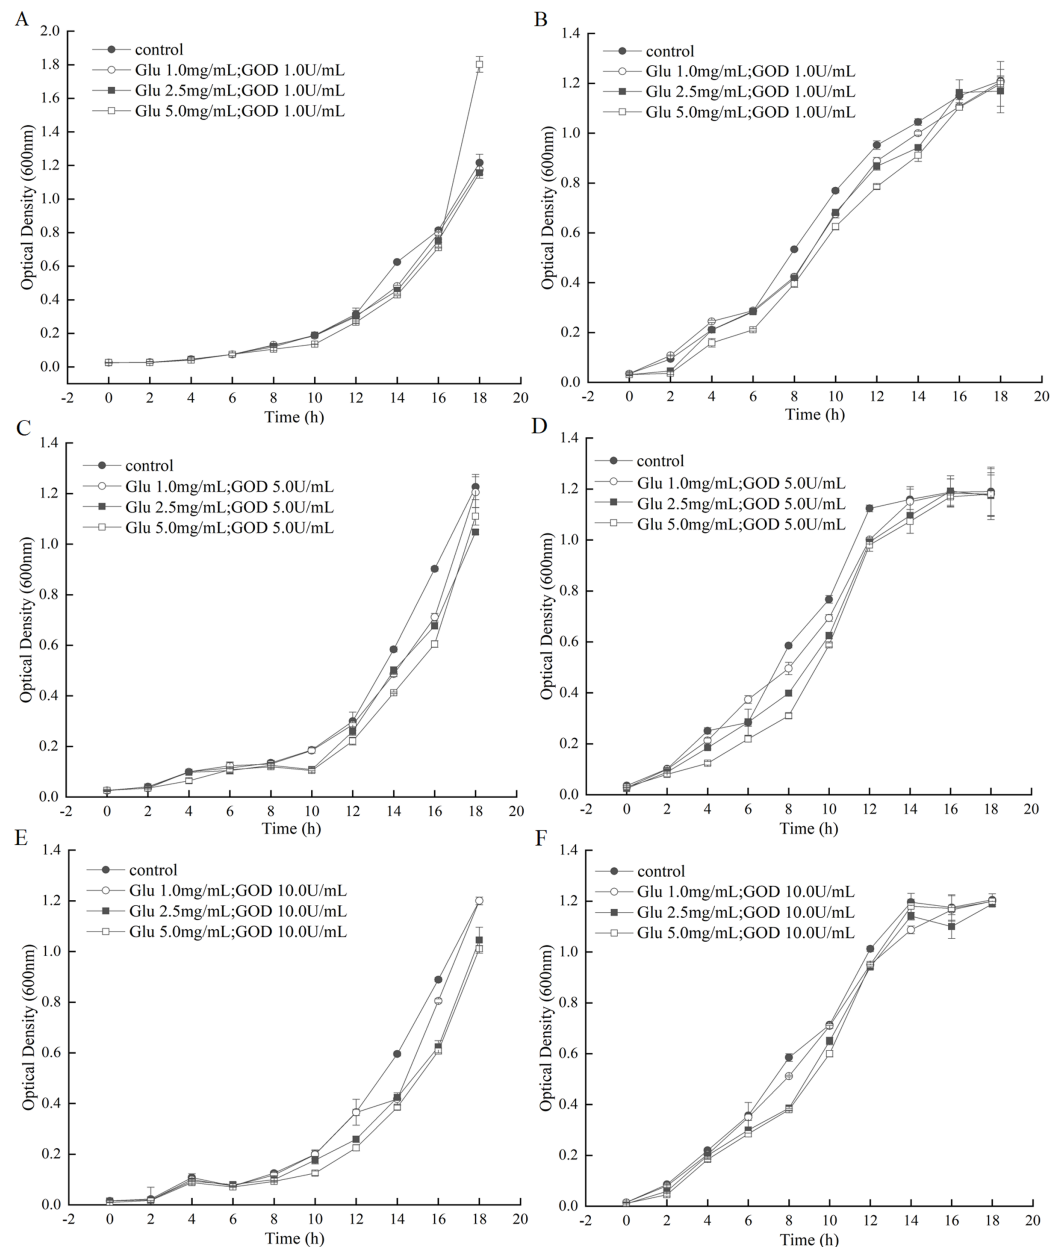 A
2.0
1.8
1.6
1.4
1.2
1.0
0.8
0.6
0.4
0.2
0.0
Optical Density (600nm)
control
Glu 1.0mg/mL;GOD 1.0U/mL
Glu 2.5mg/mL;GOD 1.0U/mL
Glu 5.0mg/mL;GOD 1.0U/mL
-2 0 2 4 6 8 10 12 14 16 18 20
Time (h)
B
1.4
1.2
1.0
0.8
0.6
0.4
0.2
0.0
Optical Density (600nm)
control
Glu 1.0mg/mL;GOD 1.0U/mL
Glu 2.5mg/mL;GOD 1.0U/mL
Glu 5.0mg/mL;GOD 1.0U/mL
-2 0 2 4 6 8 10 12 14 16 18 20
Time (h)
C
1.4
1.2
1.0
0.8
0.6
0.4
0.2
0.0
Optical Density (600nm)
control
Glu 1.0mg/mL;GOD 5.0U/mL
Glu 2.5mg/mL;GOD 5.0U/mL
Glu 5.0mg/mL;GOD 5.0U/mL
-2 0 2 4 6 8 10 12 14 16 18 20
Time (h)
D
1.4
1.2
1.0
0.8
0.6
0.4
0.2
0.0
Optical Density (600nm)
control
Glu 1.0mg/mL;GOD 5.0U/mL
Glu 2.5mg/mL;GOD 5.0U/mL
Glu 5.0mg/mL;GOD 5.0U/mL
-2 0 2 4 6 8 10 12 14 16 18 20
Time (h)
E
1.4
1.2
1.0
0.8
0.6
0.4
0.2
0.0
Optical Density (600nm)
control
Glu 1.0mg/mL;GOD 10.0U/mL
Glu 2.5mg/mL;GOD 10.0U/mL
Glu 5.0mg/mL;GOD 10.0U/mL
-2 0 2 4 6 8 10 12 14 16 18 20
Time (h)
F
1.4
1.2
1.0
0.8
0.6
0.4
0.2
0.0
Optical Density (600nm)
control
Glu 1.0mg/mL;GOD 10.0U/mL
Glu 2.5mg/mL;GOD 10.0U/mL
Glu 5.0mg/mL;GOD 10.0U/mL
-2 0 2 4 6 8 10 12 14 16 18 20
Time (h)